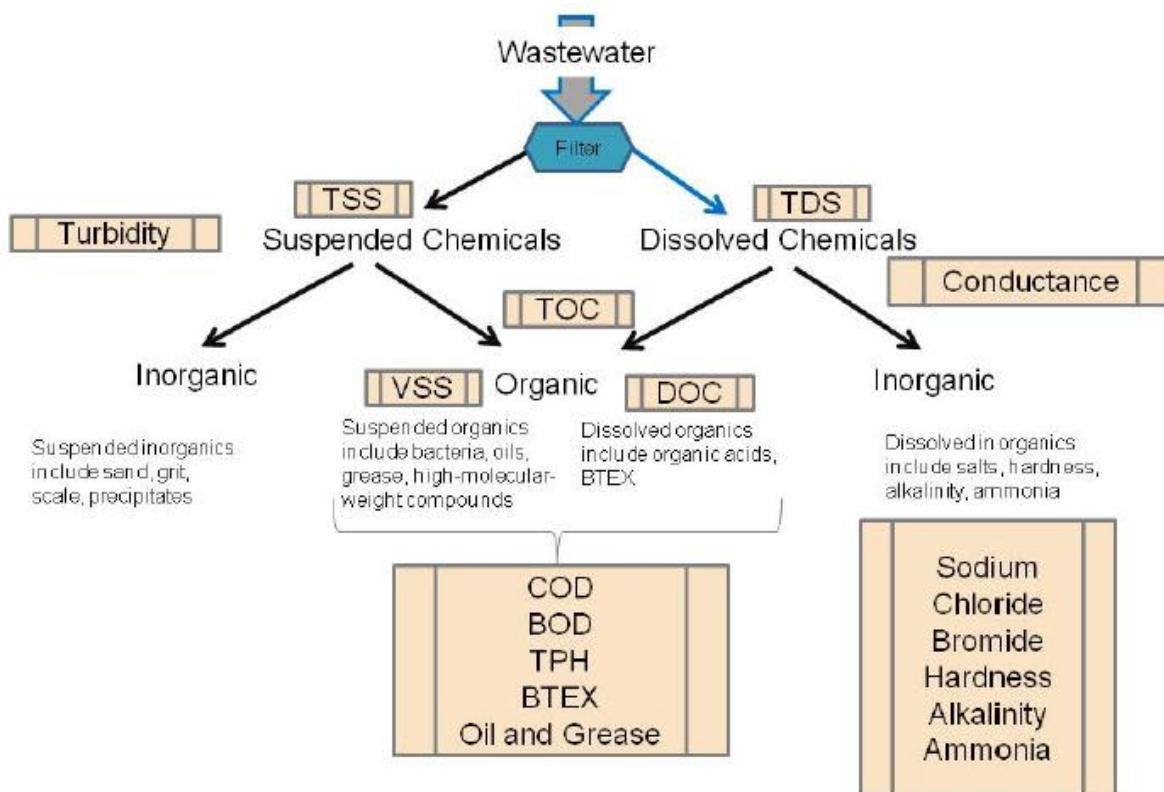 Wastewater
Filter
TSS
TDS
Turbidity
Suspended Chemicals
Dissolved Chemicals
Conductance
TOC
Inorganic
VSS
Organic
DOC
Inorganic
Suspended inorganics
include sand, grit,
scale, precipitates
Suspended organics
include bacteria, oils,
grease, high-molecular-
weight compounds
Dissolved organics
include organic acids,
BTEX
Dissolved in organics
include salts, hardness,
alkalinity, ammonia
COD
BOD
TPH
BTEX
Oil and Grease
Sodium
Chloride
Bromide
Hardness
Alkalinity
Ammonia